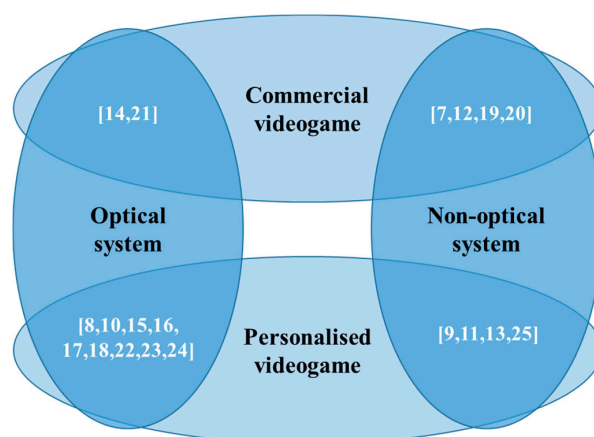 [14,21]
Commercial
videogame
[7,12,19,20]
Optical
system
Non-optical
system
[8,10,15,16,
17,18,22,23,24]
Personalised
videogame
[9,11,13,25]